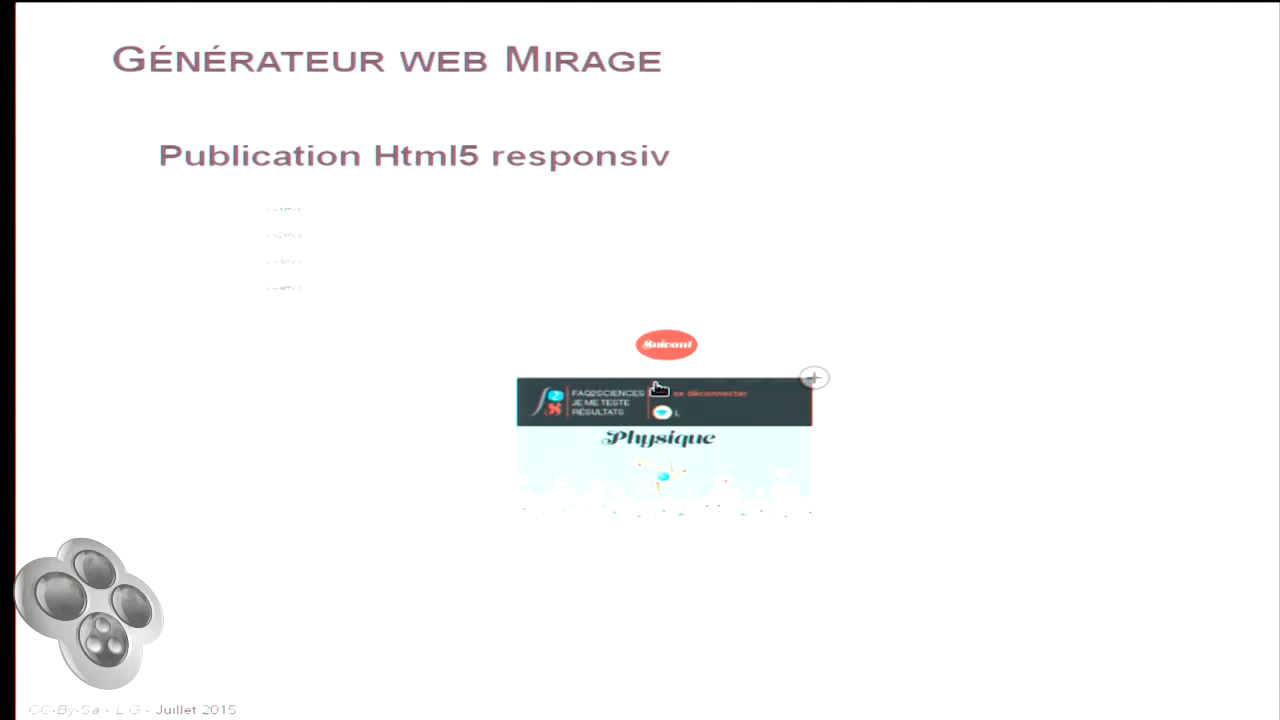 GÉNÉRATEUR WEB MIRAGE
Publication Html5 responsiv
Suivant
FAQ2SCIENCES
JE ME TESTE
RÉSULTATS
se déconnecter
L
Physique
CC-By-Sa - L G - Juillet 2015